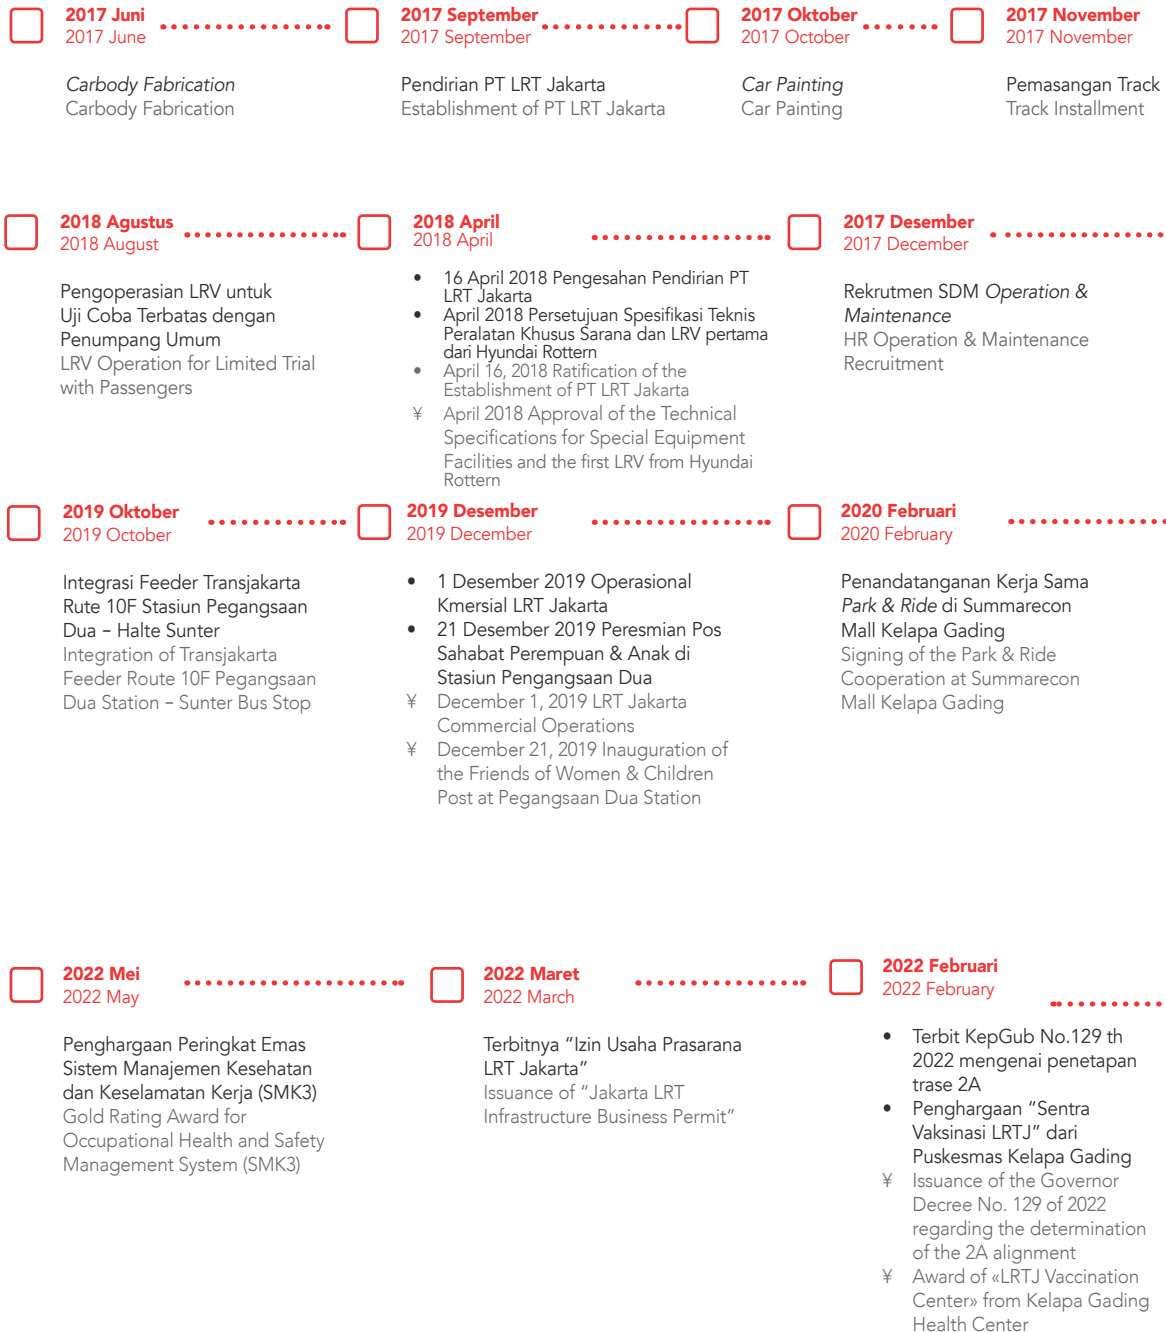 2017 Juni
2017 June
Carbody Fabrication
Carbody Fabrication
2017 September
2017 September
Pendirian PT LRT Jakarta
Establishment of PT LRT Jakarta
2017 Oktober
2017 October
Car Painting
Car Painting
2017 November
2017 November
Pemasangan Track
Track Installment
2018 Agustus
2018 August
Pengoperasian LRV untuk
Uji Coba Terbatas dengan
Penumpang Umum
LRV Operation for Limited Trial
with Passengers
2018 April
2018 April
• 16 April 2018 Pengesahan Pendirian PT
LRT Jakarta
• April 2018 Persetujuan Spesifikasi Teknis
Peralatan Khusus Sarana dan LRV pertama
dari Hyundai Rottern
• April 16, 2018 Ratification of the
Establishment of PT LRT Jakarta
¥ April 2018 Approval of the Technical
Specifications for Special Equipment
Facilities and the first LRV from Hyundai
Rottern
2017 Desember
2017 December
Rekrutmen SDM Operation &
Maintenance
HR Operation & Maintenance
Recruitment
2019 Oktober
2019 October
Integrasi Feeder Transjakarta
Rute 10F Stasiun Pegangsaan
Dua – Halte Sunter
Integration of Transjakarta
Feeder Route 10F Pegangsaan
Dua Station – Sunter Bus Stop
2019 Desember
2019 December
• 1 Desember 2019 Operasional
Kmersial LRT Jakarta
• 21 Desember 2019 Peresmian Pos
Sahabat Perempuan & Anak di
Stasiun Pengangsaan Dua
¥ December 1, 2019 LRT Jakarta
Commercial Operations
¥ December 21, 2019 Inauguration of
the Friends of Women & Children
Post at Pegangsaan Dua Station
2020 Februari
2020 February
Penandatanganan Kerja Sama
Park & Ride di Summarecon
Mall Kelapa Gading
Signing of the Park & Ride
Cooperation at Summarecon
Mall Kelapa Gading
2022 Mei
2022 May
Penghargaan Peringkat Emas
Sistem Manajemen Kesehatan
dan Keselamatan Kerja (SMK3)
Gold Rating Award for
Occupational Health and Safety
Management System (SMK3)
2022 Maret
2022 March
Terbitnya “Izin Usaha Prasarana
LRT Jakarta”
Issuance of “Jakarta LRT
Infrastructure Business Permit”
2022 Februari
2022 February
• Terbit KepGub No.129 th
2022 mengenai penetapan
trase 2A
• Penghargaan “Sentra
Vaksinasi LRTJ” dari
Puskesmas Kelapa Gading
¥ Issuance of the Governor
Decree No. 129 of 2022
regarding the determination
of the 2A alignment
¥ Award of «LRTJ Vaccination
Center» from Kelapa Gading
Health Center